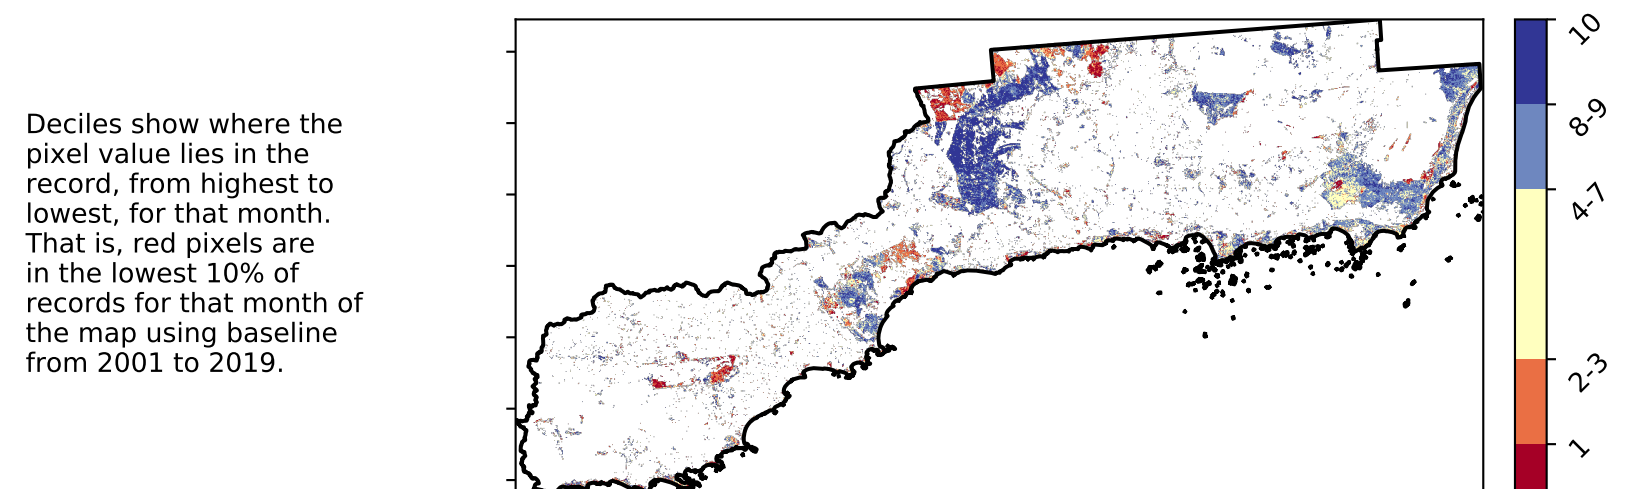 Deciles show where the
pixel value lies in the
record, from highest to
lowest, for that month.
That is, red pixels are
in the lowest 10% of
records for that month of
the map using baseline
from 2001 to 2019.
10
8-9
4-7
2-3
1